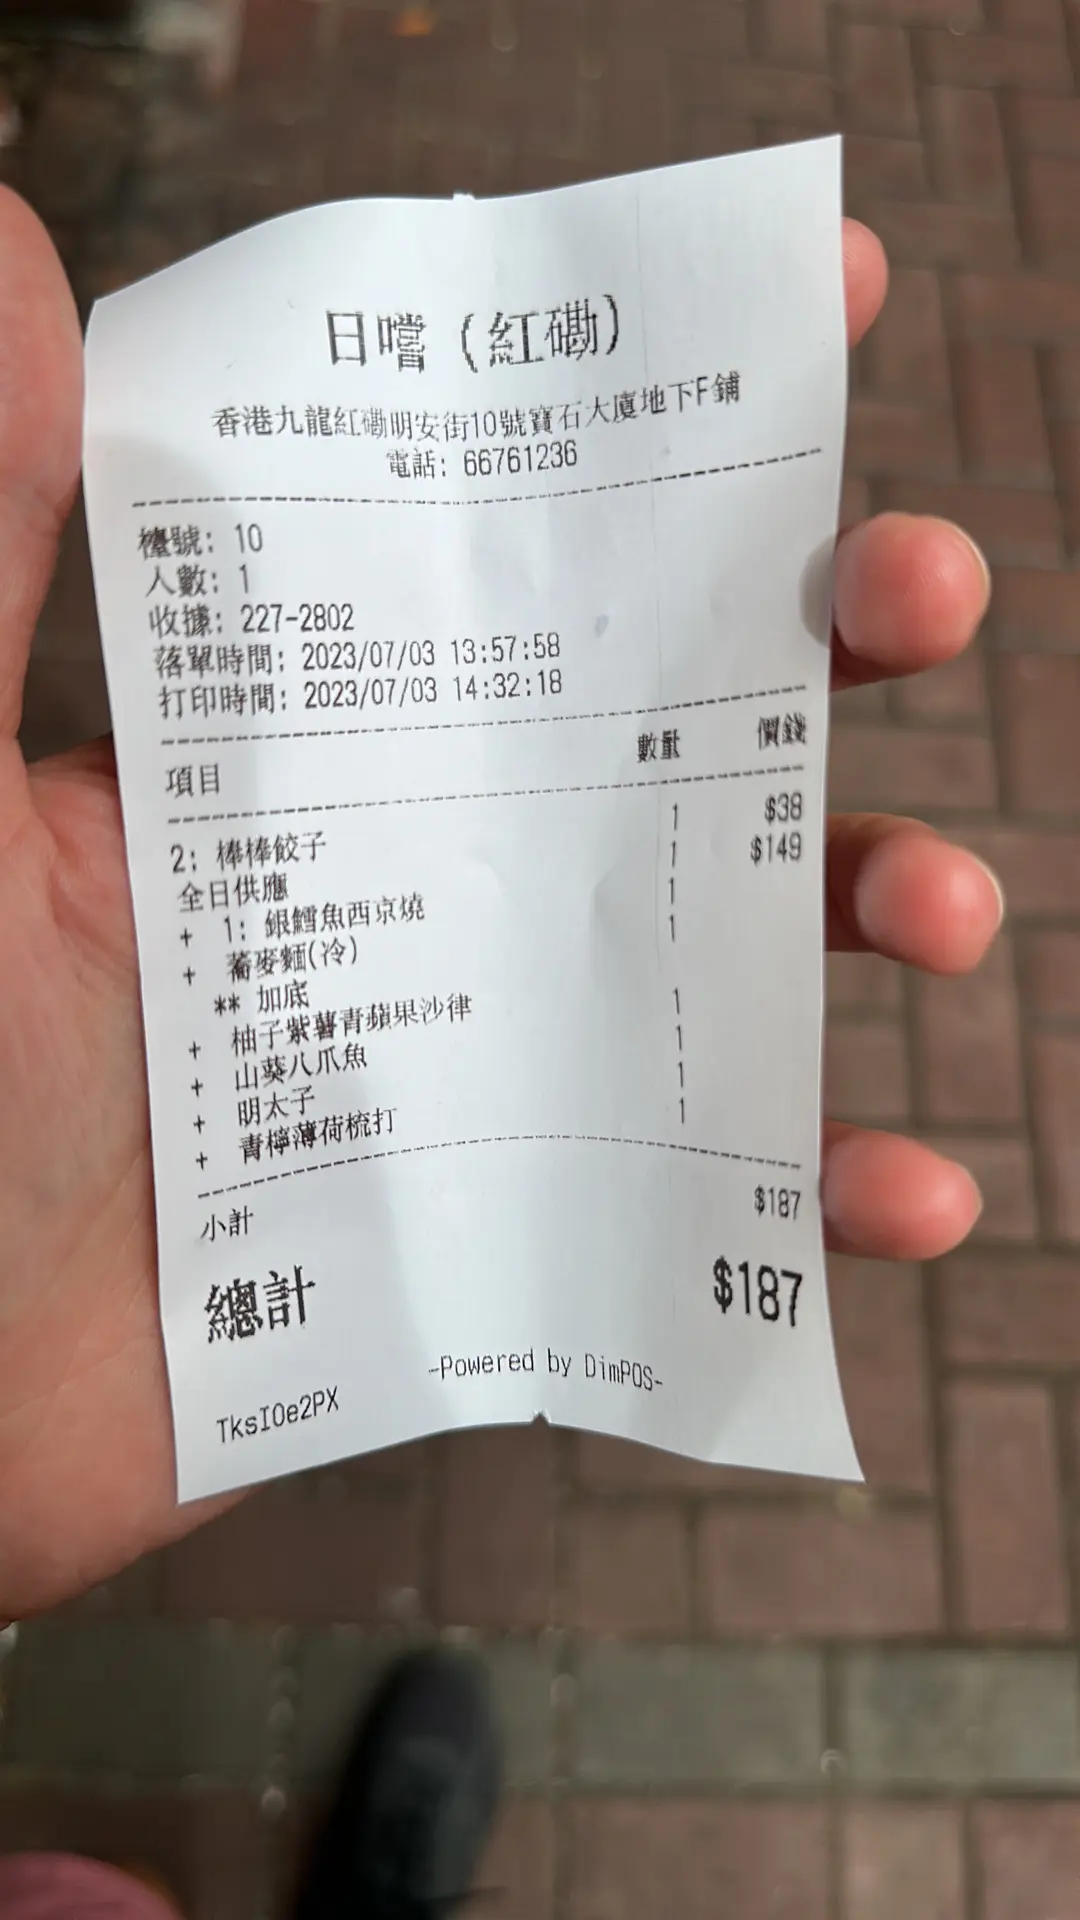 日嚐（紅磡）
香港九龍紅磡明安街10號寶石大廈地下F鋪
電話: 66761236
檯號: 10
人數: 1
收據: 227-2802
落單時間: 2023/07/03 13:57:58
打印時間: 2023/07/03 14:32:18
項目 數量 價錢
2: 棒棒餃子 1 $38
全日供應 1 $149
+ 1: 銀鱈魚西京燒 1
+ 蕎麥麵(冷) 1
** 加底
+ 柚子紫薯青蘋果沙律 1
+ 山葵八爪魚 1
+ 明太子 1
+ 青檸薄荷梳打 1
小計 $187
總計 $187
-Powered by DimPOS-
TksIOe2PX